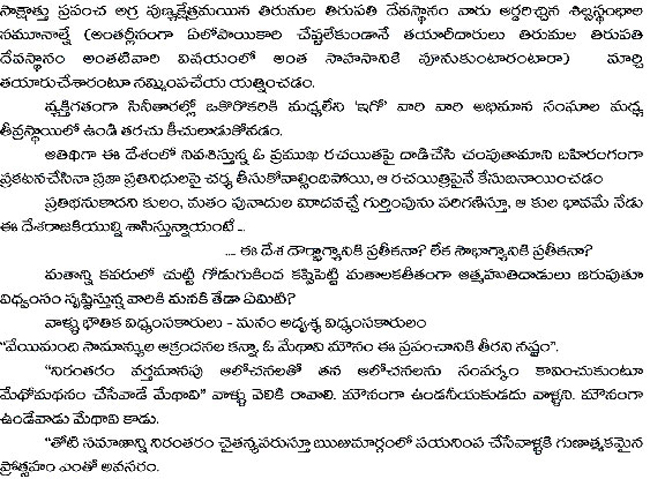 సాక్షాత్తు ప్రపంచ అగ్ర పుణ్యక్షేత్రమయిన తిరుమల తిరుపతి దేవస్థానం వారు ఆర్డరిచ్చిన శిల్పస్థంభాల
నమూనాల్నే (అంతర్లీనంగా ఏలోపాయికారి చేష్టలేకుండానే తయారీదారులు తిరుమల తిరుపతి
దేవస్థానం అంతటివారి విషయంలో అంత సాహసానికి పూనుకుంటారంటారా) మార్చి
తయారుచేశారంటూ నమ్మింపచేయ యత్నించడం.
వ్యక్తిగతంగా సినీతారల్లో ఒకరొకరికి మధ్యలేని 'ఇగో' వారి వారి అభిమాన సంఘాల మధ్య
తీవ్రస్థాయిలో ఉండి తరచు కీచులాడుకోవడం.
అతిథిగా ఈ దేశంలో నివశిస్తున్న ఓ ప్రముఖ రచయితపై దాడిచేసి చంపుతామాని బహిరంగంగా
ప్రకటనచేసినా ప్రజా ప్రతినిధులపై చర్య తీసుకోవాల్సిందిపోయి, ఆ రచయిత్రిపైనే కేసుబనాయించడం
ప్రతిభనుకాదని కులం, మతం పునాదుల మీదవచ్చే గుర్తింపును పరిగణిస్తూ, ఆ కుల భావమే నేడు
ఈ దేశరాజకియుల్ని శాసిస్తున్నాయంటే ...
.... ఈ దేశ దౌర్భాగ్యానికి ప్రతీకనా? లేక సౌభాగ్యానికి ప్రతీకనా?
మతాన్ని కవరులో చుట్టి గోడుగుకింద కప్పిపెట్టి మతాలకతీతంగా ఆత్మహుతిదాడులు జరుపుతూ
విధ్వంసం సృష్టిస్తున్న వారికి మనకి తేడా ఏమిటి?
వాళ్ళు భౌతిక విధ్వంసకారులు - మనం అదృశ్య విధ్వంసకారులం
"వేయిమంది సామాన్యుల ఆక్రందనల కన్నా, ఓ మేథావి మౌనం ఈ ప్రపంచానికి తీరని నష్టం".
"నిరంతరం వర్తమానపు ఆలోచనలతో తన ఆలోచనలను సంపర్కం కావించుకుంటూ
మేథోమథనం చేసేవాడే మేథావి" వాళ్ళు వెలికి రావాలి. మౌనంగా ఉండనీయకుడదు వాళ్ళని. మౌనంగా
ఉండేవాడు మేథావి కాడు.
"తోటి సమాజాన్ని నిరంతరం చైతన్యపరుస్తూ ఋజుమార్గంలో పయనింప చేసేవాళ్ళకి గుణాత్మకమైన
ప్రోత్సహం ఎంతో అవసరం.